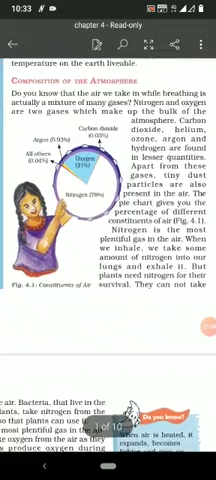 10:33
chapter 4 - Read-only
temperature on the earth liveable.
COMPOSITION OF THE ATMOSPHERE
Do you know that the air we take in while breathing is
actually a mixture of many gases? Nitrogen and oxygen
are two gases which make up the bulk of the
atmosphere. Carbon
dioxide, helium,
ozone, argon and
hydrogen are found
in lesser quantities.
Apart from these
gases, tiny dust
particles are also
present in the air. The
pie chart gives you the
percentage of different
constituents of air (Fig. 4.1).
Nitrogen is the most
plentiful gas in the air. When
we inhale, we take some
amount of nitrogen into our
lungs and exhale it. But
plants need nitrogen for their
survival. They can not take
Carbon dioxide
(0.03%)
Argon (0.93%)
All others
(0.04%)
Oxygen
(21%)
Nitrogen (78%)
Fig. 4.1: Constituents of Air
e air. Bacteria, that live in the
lants, take nitrogen from the
so that plants can use it.
most plentiful gas in the
ke oxygen from the air as they
s produce oxygen during
1 of 10
Do you know?
When air is heated, it
expands, becomes